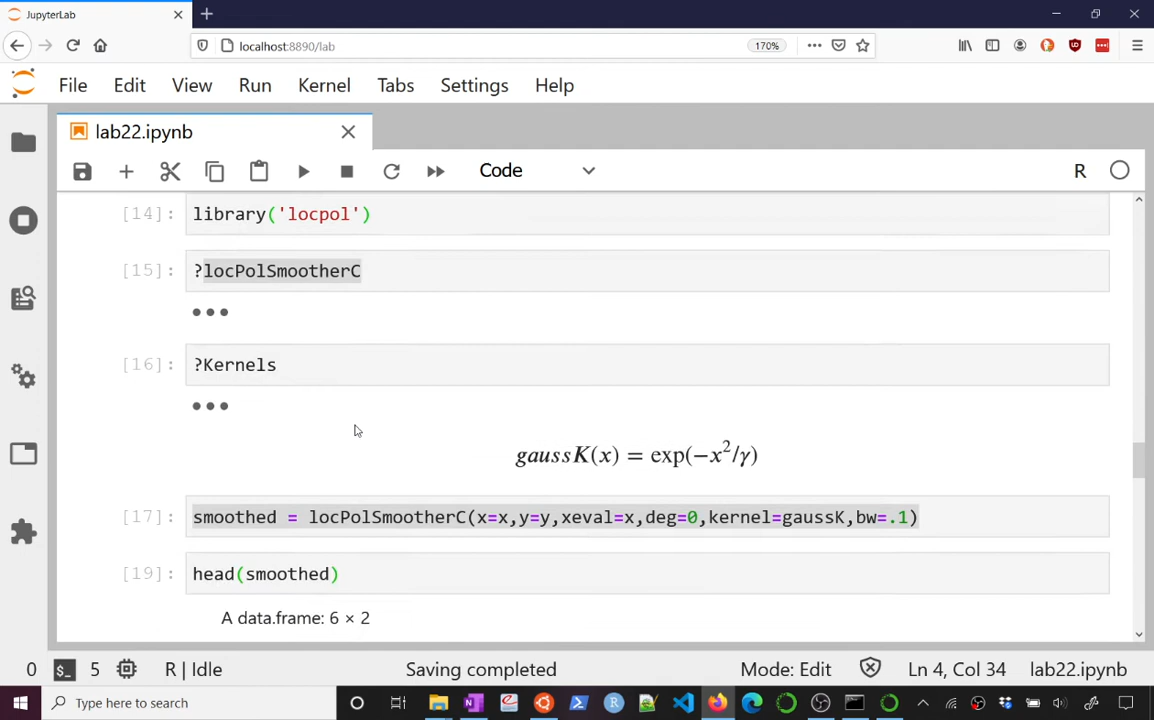 JupyterLab
localhost:8890/lab
170%
File Edit View Run Kernel Tabs Settings Help
lab22.ipynb
Code
R
[14]: library('locpol')
[15]: ?locPolSmootherC
[16]: ?Kernels
gaussK(x) = exp(−x²/γ)
[17]: smoothed = locPolSmootherC(x=x,y=y,xeval=x,deg=0,kernel=gaussK,bw=.1)
[19]: head(smoothed)
A data.frame: 6 × 2
0 $_ 5 R | Idle Saving completed Mode: Edit Ln 4, Col 34 lab22.ipynb
Type here to search